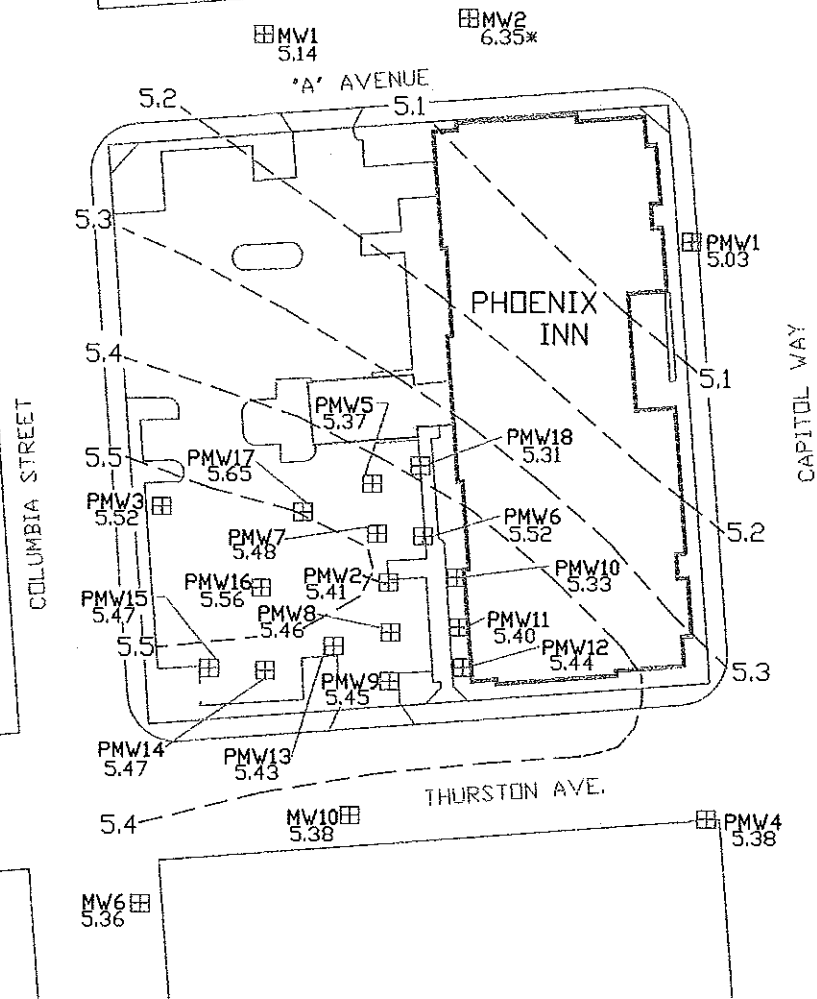 MW1
5.14
MW2
6.35*
"A" AVENUE
5.2
5.1
5.3
PMW1
5.03
PHOENIX
INN
5.4
5.1
CAPITOL WAY
COLUMBIA STREET
PMW5
5.37
PMW18
5.31
5.5
PMW17
5.65
PMW3
5.52
PMW6
5.52
5.2
PMW7
5.48
PMW10
5.33
PMW16
5.56
PMW2
5.41
PMW15
5.47
PMW8
5.46
PMW11
5.40
PMW12
5.44
5.5
5.3
PMW9
5.45
PMW14
5.47
PMW13
5.43
THURSTON AVE.
5.4
MW10
5.38
PMW4
5.38
MW6
5.36